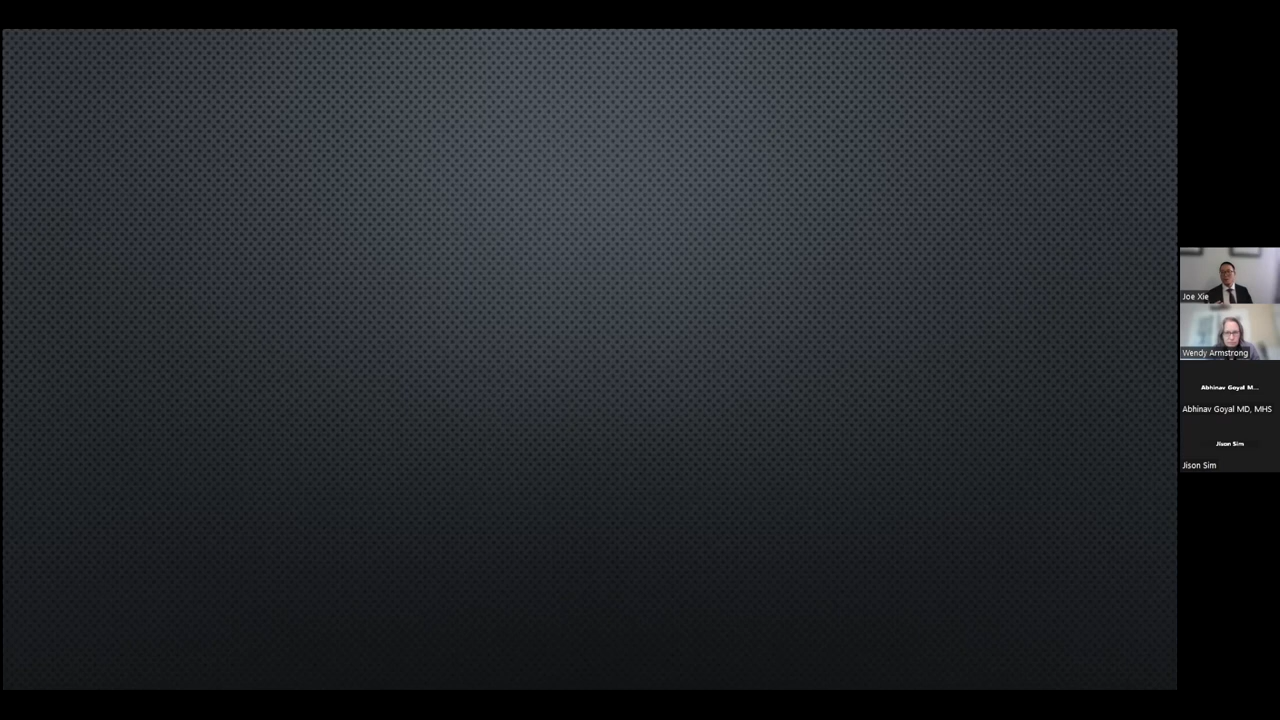 Joe Xie
Wendy Armstrong
Abhinav Goyal M...
Abhinav Goyal MD, MHS
Jison Sim
Jison Sim